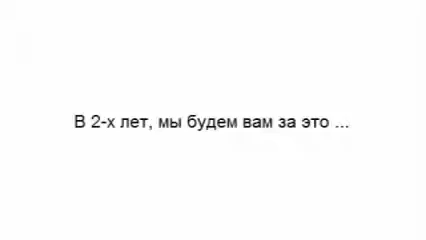 В 2-х лет, мы будем вам за это ...